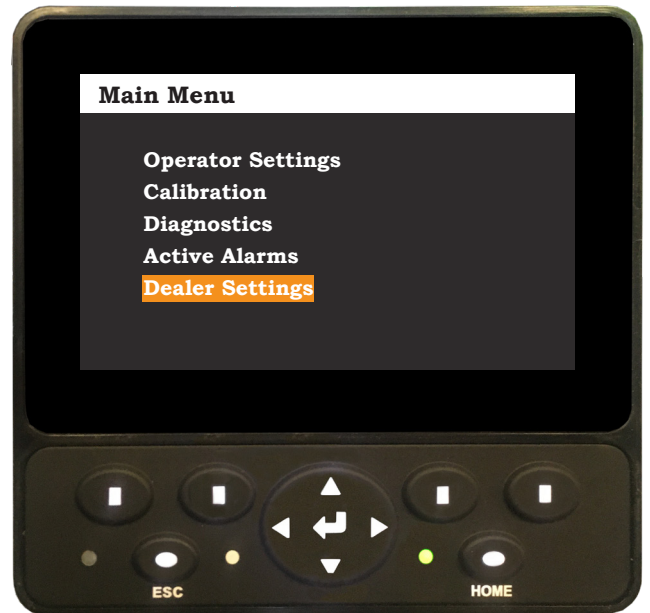 Main Menu
Operator Settings
Calibration
Diagnostics
Active Alarms
Dealer Settings
ESC
HOME